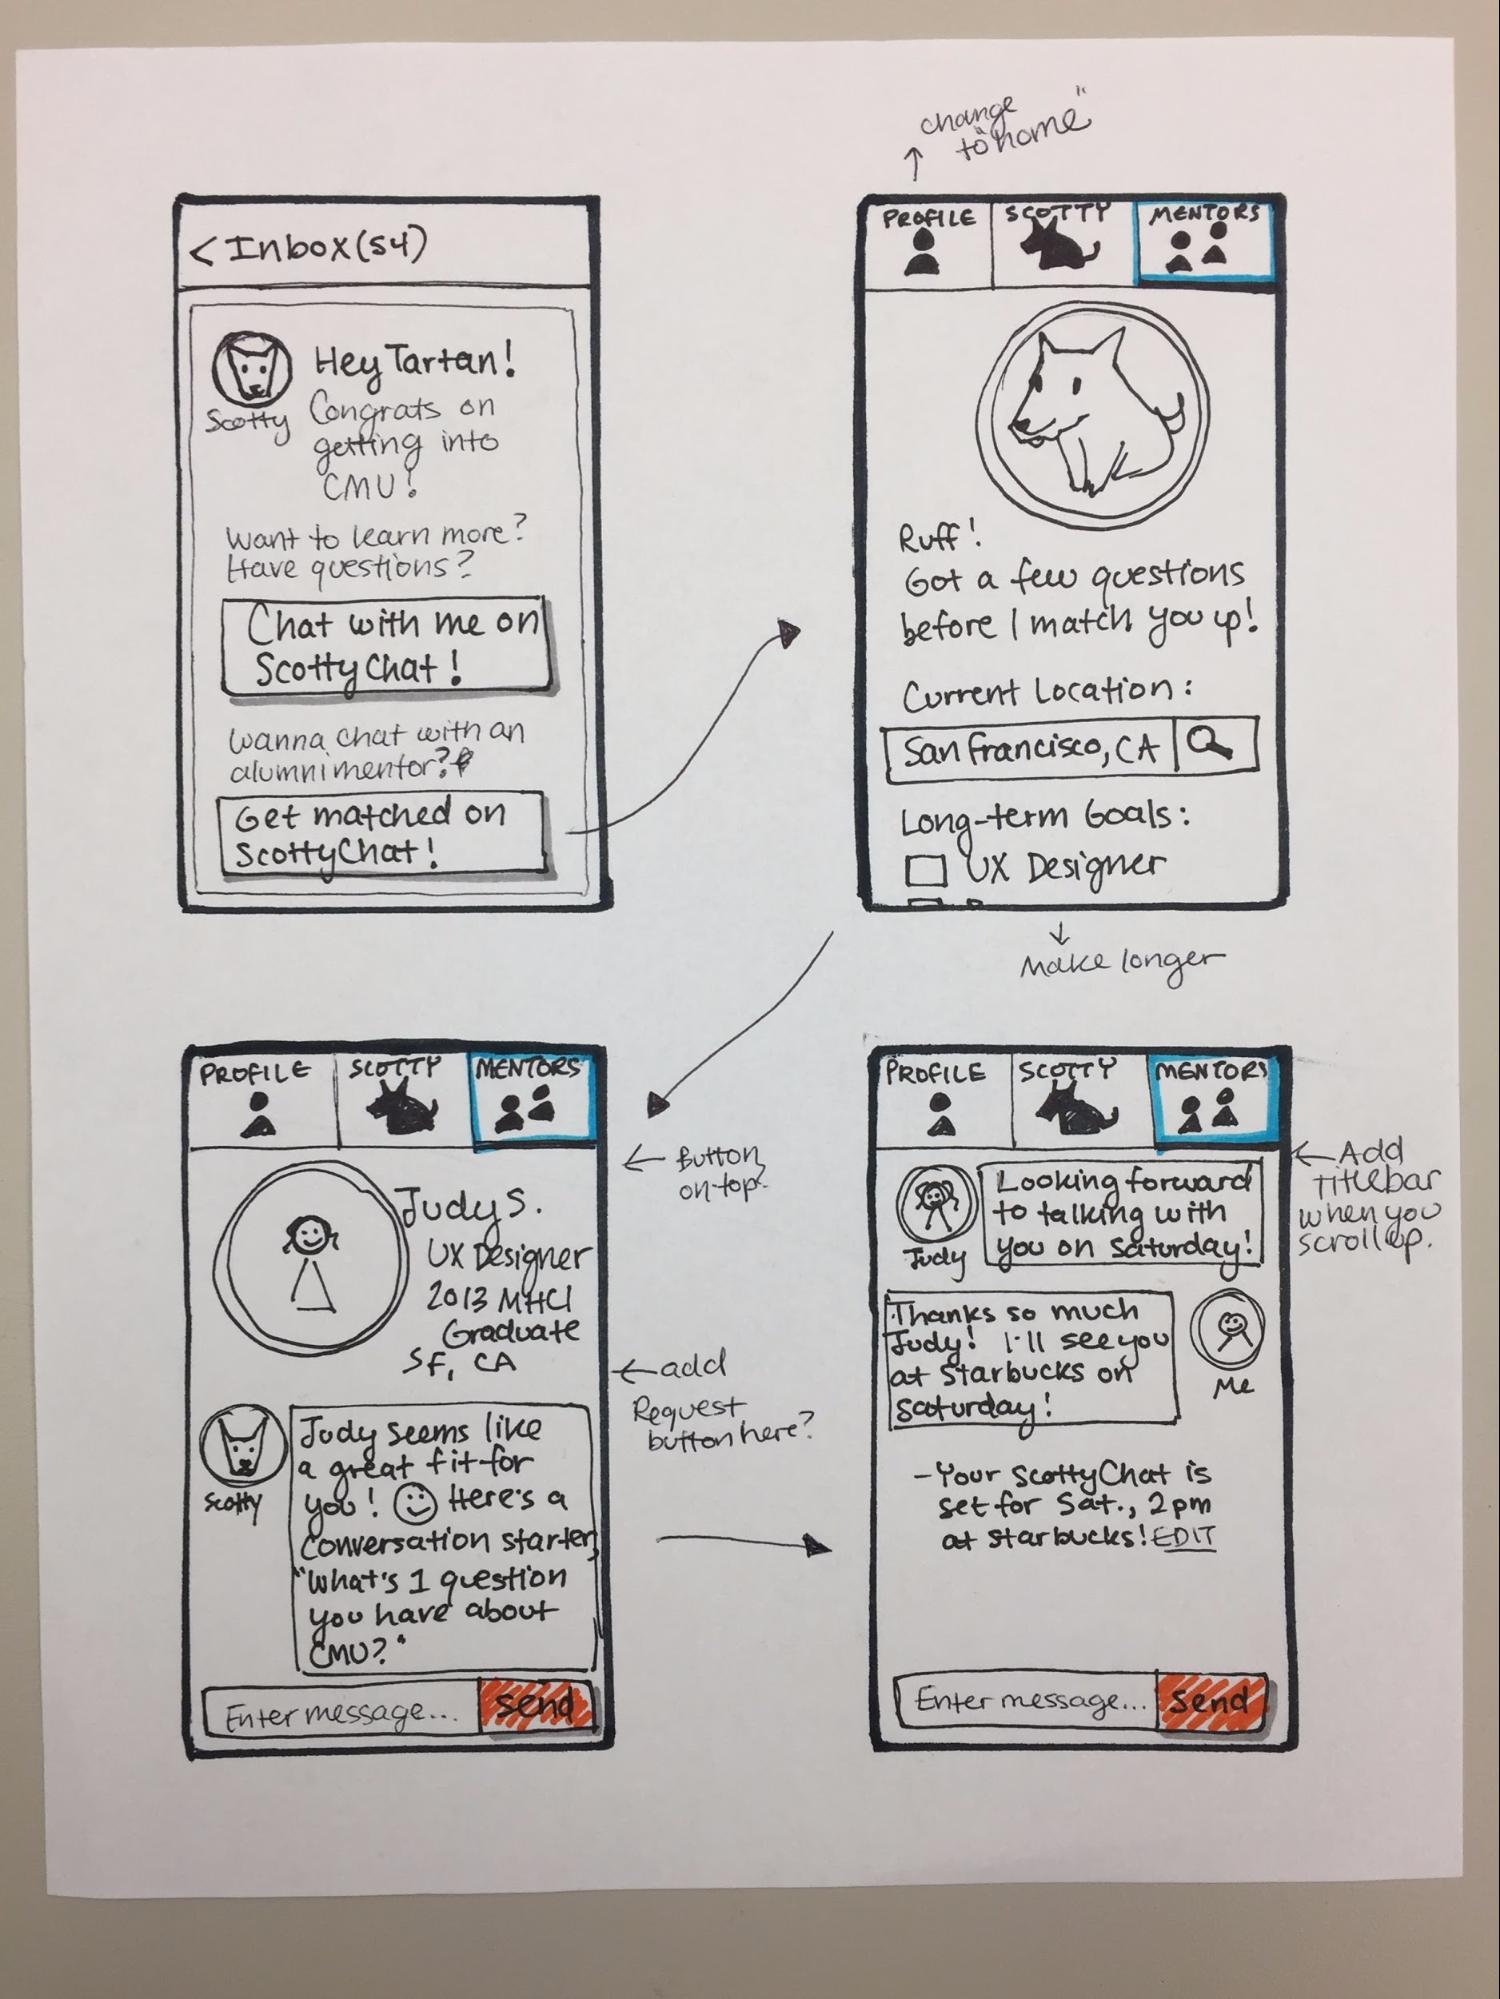 < Inbox(54)
Hey Tartan!
Scotty
Congrats on
getting into
CMU!
Want to learn more?
Have questions?
Chat with me on
ScottyChat!
Wanna chat with an
alumni mentor?
Get matched on
ScottyChat!
change
to "home"
PROFILE
SCOTTY
MENTORS
Ruff!
Got a few questions
before I match you up!
Current Location:
San Francisco, CA
Long-term Goals:
UX Designer
Make longer
PROFILE
SCOTTY
MENTORS
Judy S.
UX Designer
2013 MHCI
Graduate
SF, CA
Scotty
Judy seems like
a great fit for
you! Here's a
conversation starter,
"What's 1 question
you have about
CMU?"
Enter message...
send
Button
on top?
add
Request
button here?
PROFILE
SCOTTY
MENTORS
Judy
Looking forward
to talking with
you on Saturday!
Thanks so much
Judy! I'll see you
at Starbucks on
Saturday!
Me
- Your ScottyChat is
set for Sat., 2pm
at Starbucks! EDIT
Enter message...
send
Add
Titlebar
when you
scroll up.